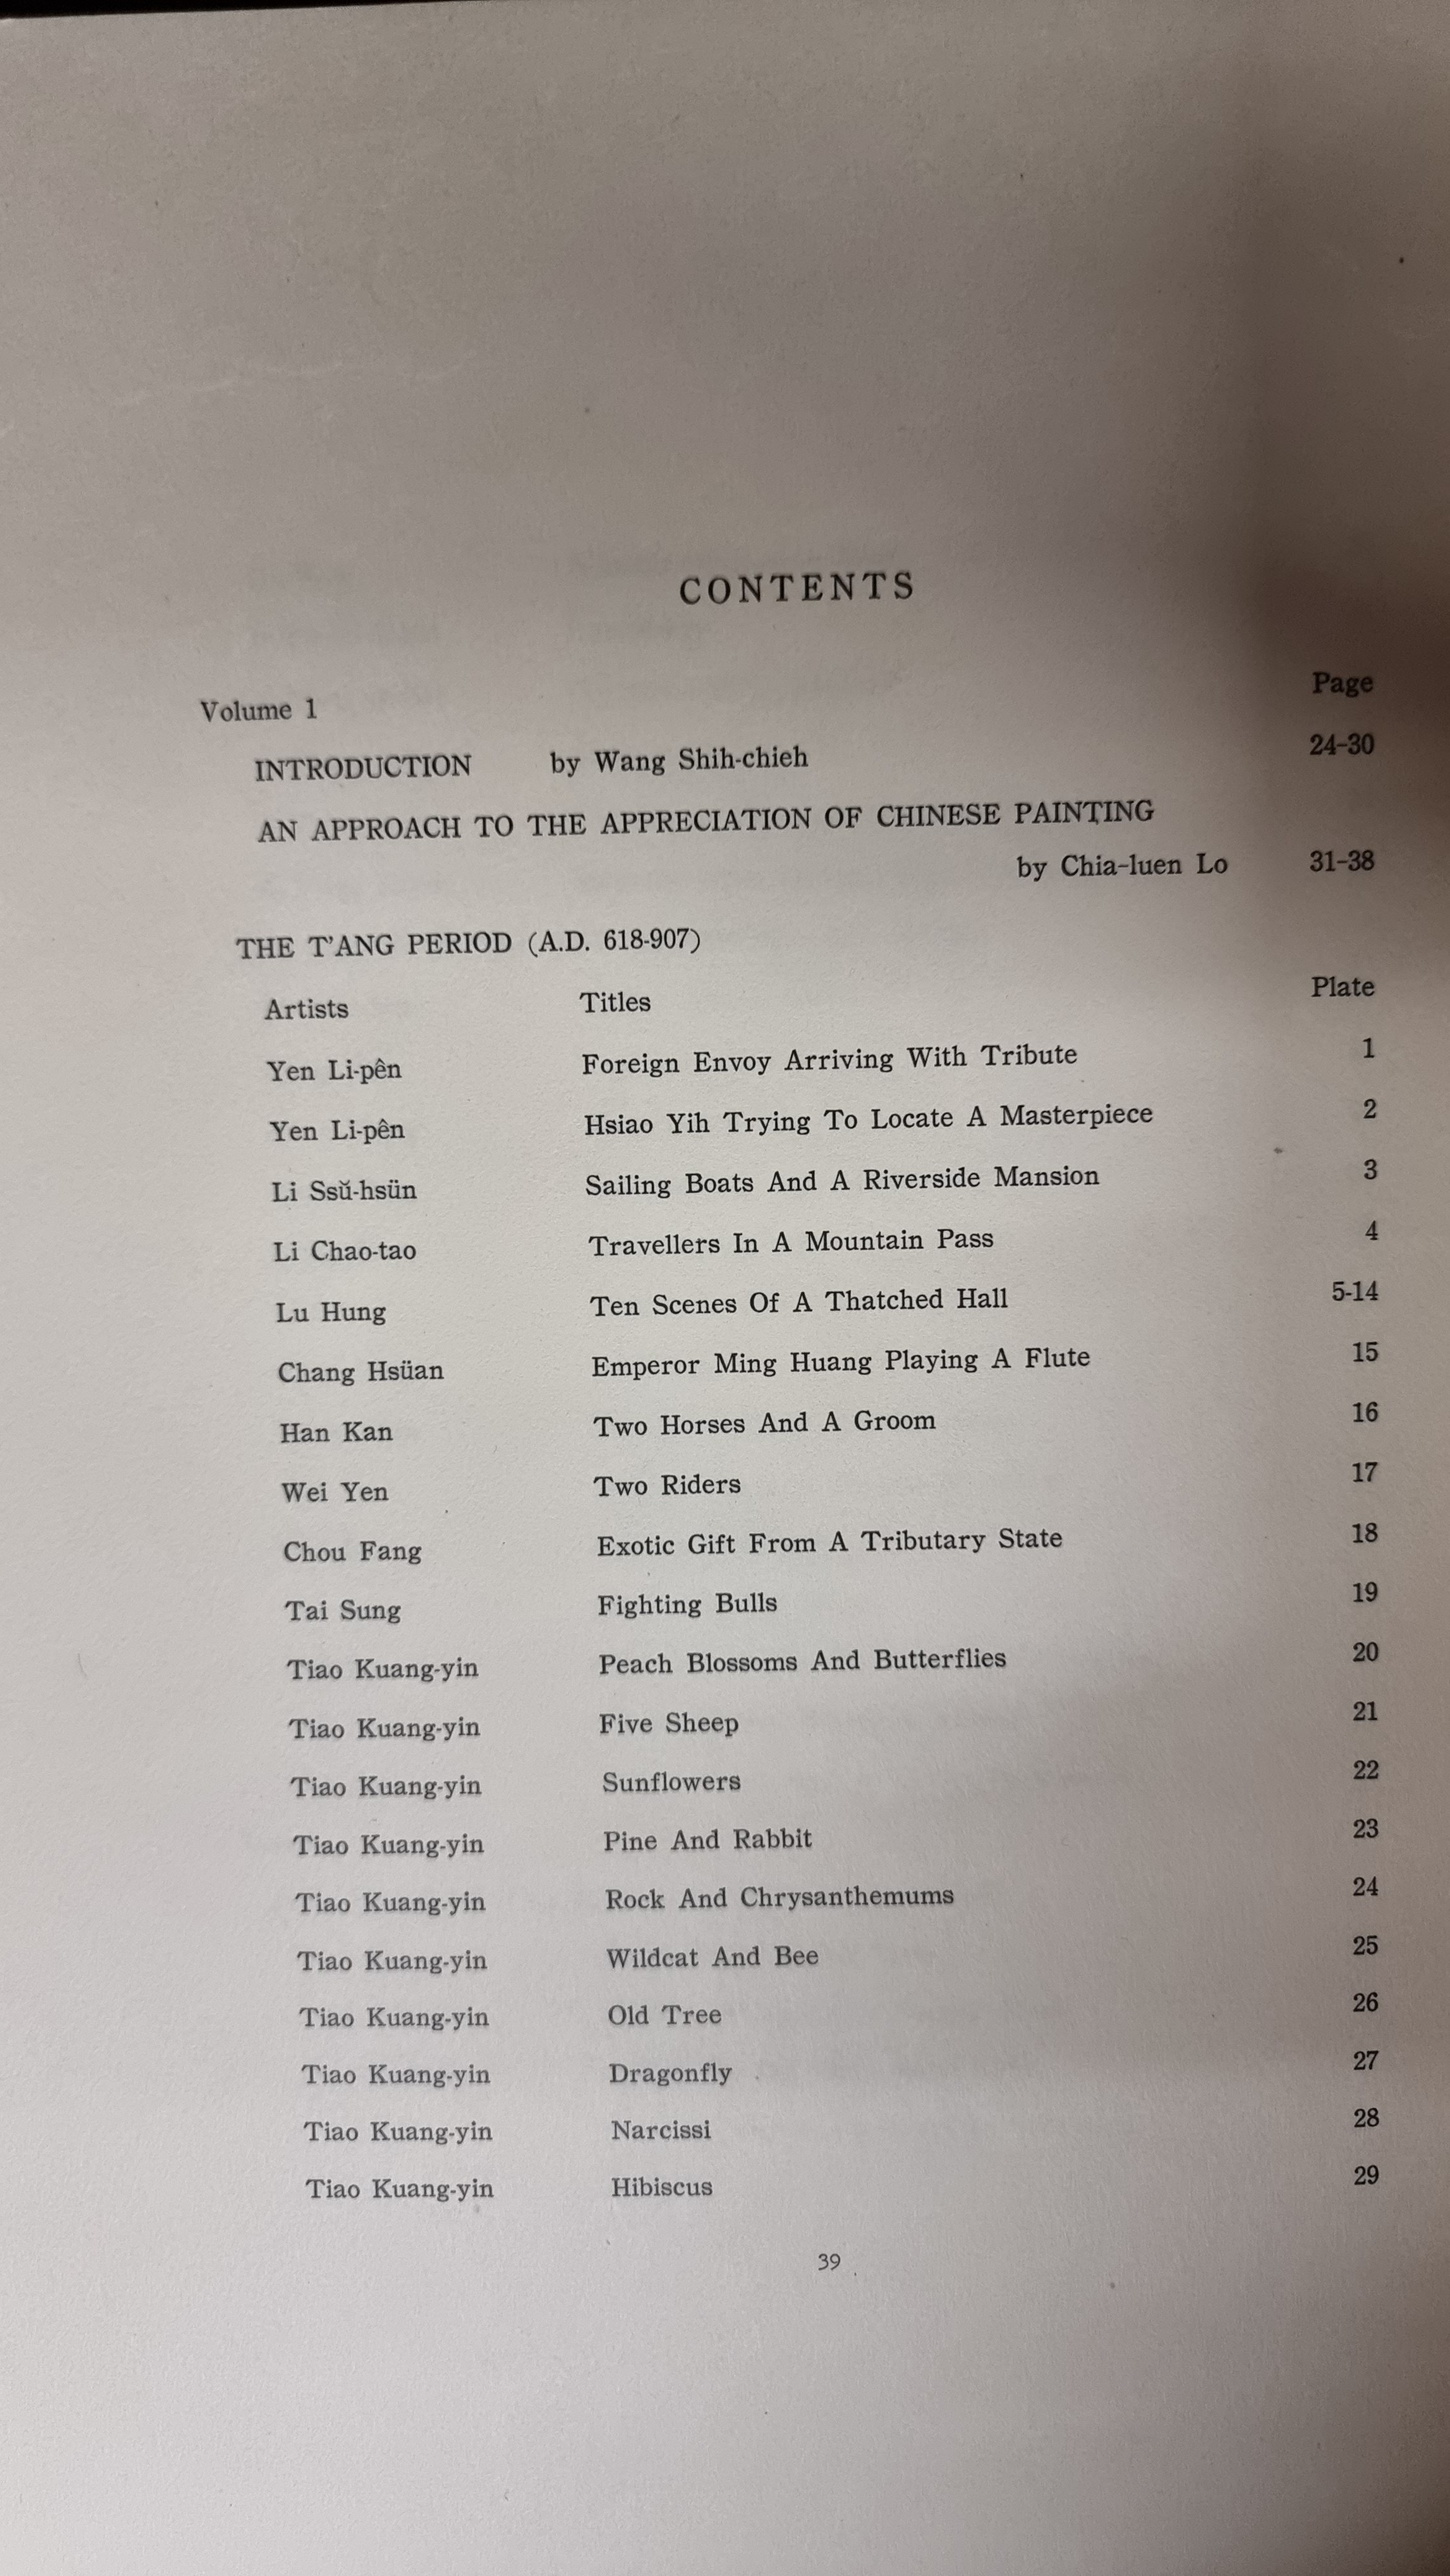 CONTENTS
Page
Volume 1
INTRODUCTION by Wang Shih-chieh 24-30
AN APPROACH TO THE APPRECIATION OF CHINESE PAINTING
by Chia-luen Lo 31-38
THE T'ANG PERIOD (A.D. 618-907)
Artists Titles Plate
Yen Li-pên Foreign Envoy Arriving With Tribute 1
Yen Li-pên Hsiao Yih Trying To Locate A Masterpiece 2
Li Ssŭ-hsün Sailing Boats And A Riverside Mansion 3
Li Chao-tao Travellers In A Mountain Pass 4
Lu Hung Ten Scenes Of A Thatched Hall 5-14
Chang Hsüan Emperor Ming Huang Playing A Flute 15
Han Kan Two Horses And A Groom 16
Wei Yen Two Riders 17
Chou Fang Exotic Gift From A Tributary State 18
Tai Sung Fighting Bulls 19
Tiao Kuang-yin Peach Blossoms And Butterflies 20
Tiao Kuang-yin Five Sheep 21
Tiao Kuang-yin Sunflowers 22
Tiao Kuang-yin Pine And Rabbit 23
Tiao Kuang-yin Rock And Chrysanthemums 24
Tiao Kuang-yin Wildcat And Bee 25
Tiao Kuang-yin Old Tree 26
Tiao Kuang-yin Dragonfly 27
Tiao Kuang-yin Narcissi 28
Tiao Kuang-yin Hibiscus 29
39